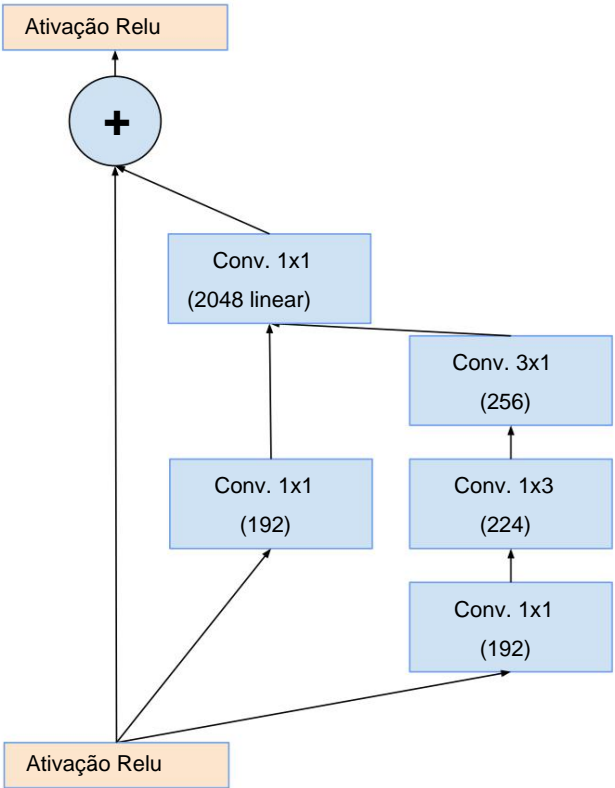 Ativação Relu
+
Conv. 1x1
(2048 linear)
Conv. 3x1
(256)
Conv. 1x1
(192)
Conv. 1x3
(224)
Conv. 1x1
(192)
Ativação Relu